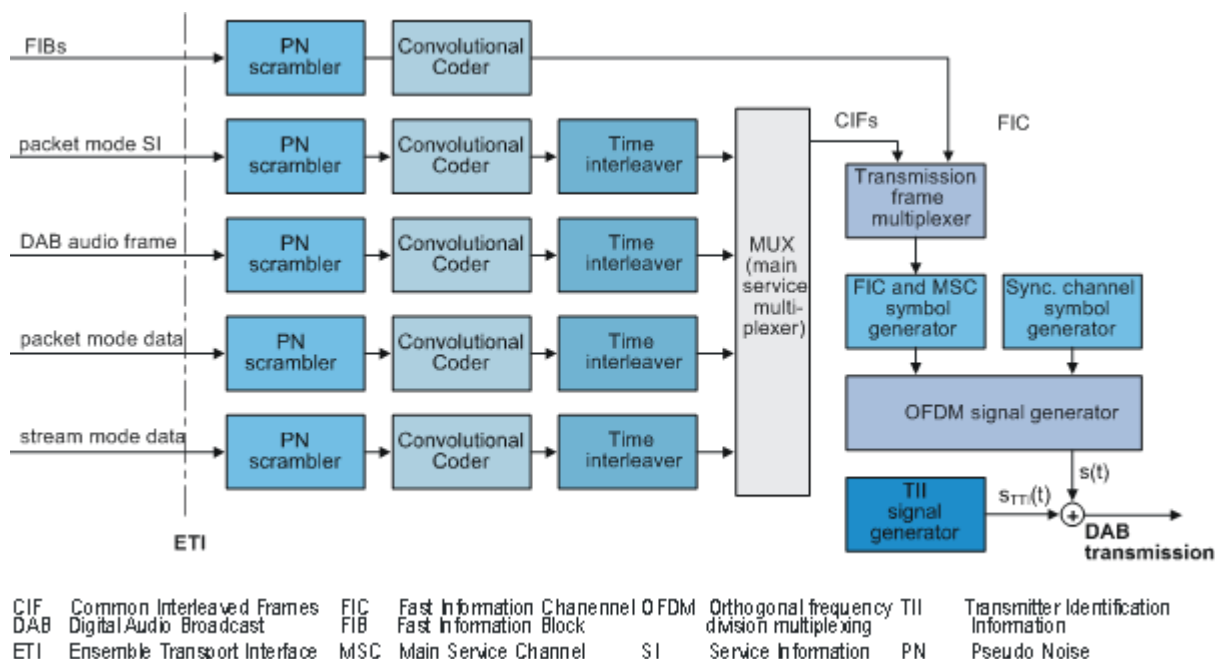 FIBs
PN
scrambler
Convolutional
Coder
packet mode SI
PN
scrambler
Convolutional
Coder
Time
interleaver
CIFs
FIC
Transmission
frame
multiplexer
DAB audio frame
PN
scrambler
Convolutional
Coder
Time
interleaver
MUX
(main
service
multi-
plexer)
FIC and MSC
symbol
generator
Sync. channel
symbol
generator
packet mode data
PN
scrambler
Convolutional
Coder
Time
interleaver
OFDM signal generator
stream mode data
PN
scrambler
Convolutional
Coder
Time
interleaver
s(t)
TII
signal
generator
sTTI(t)
+
DAB
transmission
ETI
CIF Common Interleaved Frames FIC Fast Information Chanennel OFDM Orthogonal frequency TII Transmitter Identification
DAB Digital Audio Broadcast FIB Fast Information Block division multiplexing Information
ETI Ensemble Transport Interface MSC Main Service Channel SI Service Information PN Pseudo Noise